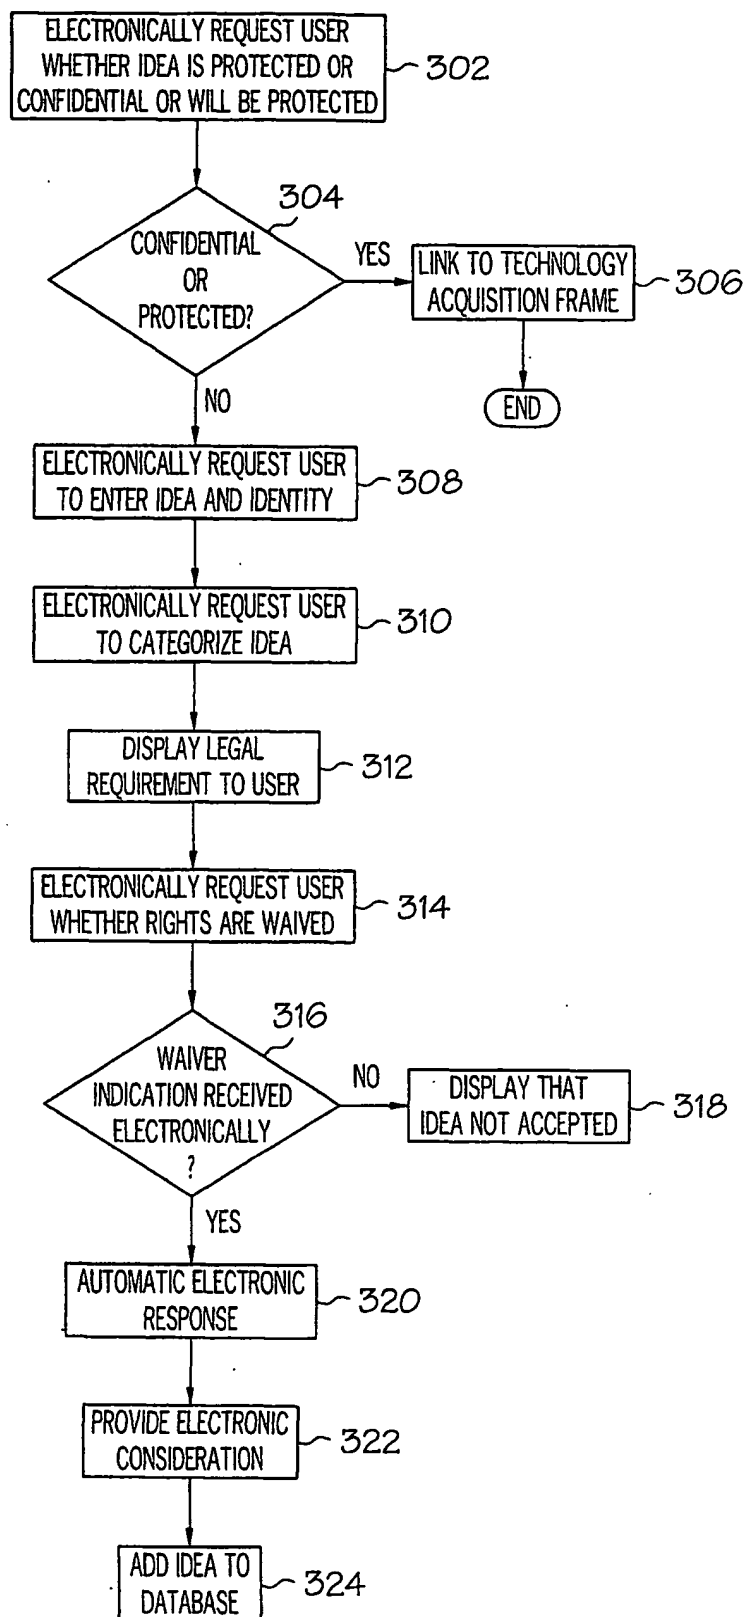 ELECTRONICALLY REQUEST USER
WHETHER IDEA IS PROTECTED OR
CONFIDENTIAL OR WILL BE PROTECTED
302
304
CONFIDENTIAL
OR
PROTECTED?
YES
LINK TO TECHNOLOGY
ACQUISITION FRAME
306
END
NO
ELECTRONICALLY REQUEST USER
TO ENTER IDEA AND IDENTITY
308
ELECTRONICALLY REQUEST USER
TO CATEGORIZE IDEA
310
DISPLAY LEGAL
REQUIREMENT TO USER
312
ELECTRONICALLY REQUEST USER
WHETHER RIGHTS ARE WAIVED
314
316
WAIVER
INDICATION RECEIVED
ELECTRONICALLY
?
NO
DISPLAY THAT
IDEA NOT ACCEPTED
318
YES
AUTOMATIC ELECTRONIC
RESPONSE
320
PROVIDE ELECTRONIC
CONSIDERATION
322
ADD IDEA TO
DATABASE
324